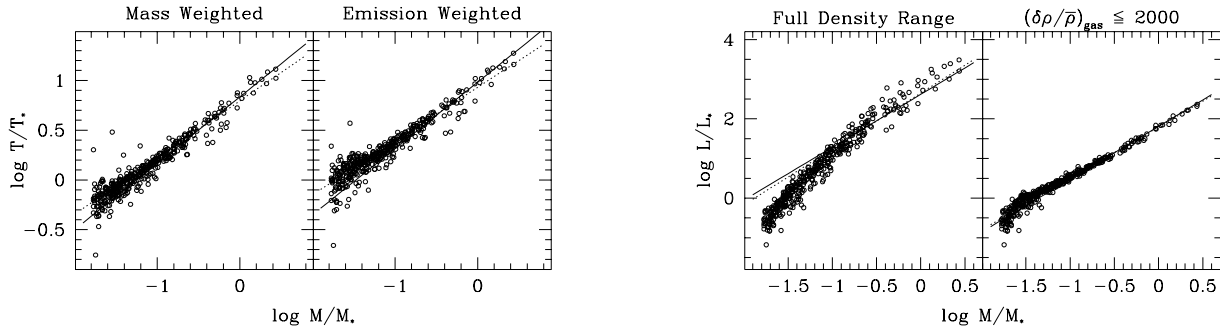 Mass Weighted
Emission Weighted
log T/T*
1
0.5
0
−0.5
−1
0
−1
0
log M/M*
Full Density Range
(δρ/ρ̅)gas ≦ 2000
log L/L*
4
2
0
−2
−1.5
−1
−0.5
0
0.5
−1.5
−1
−0.5
0
0.5
log M/M*